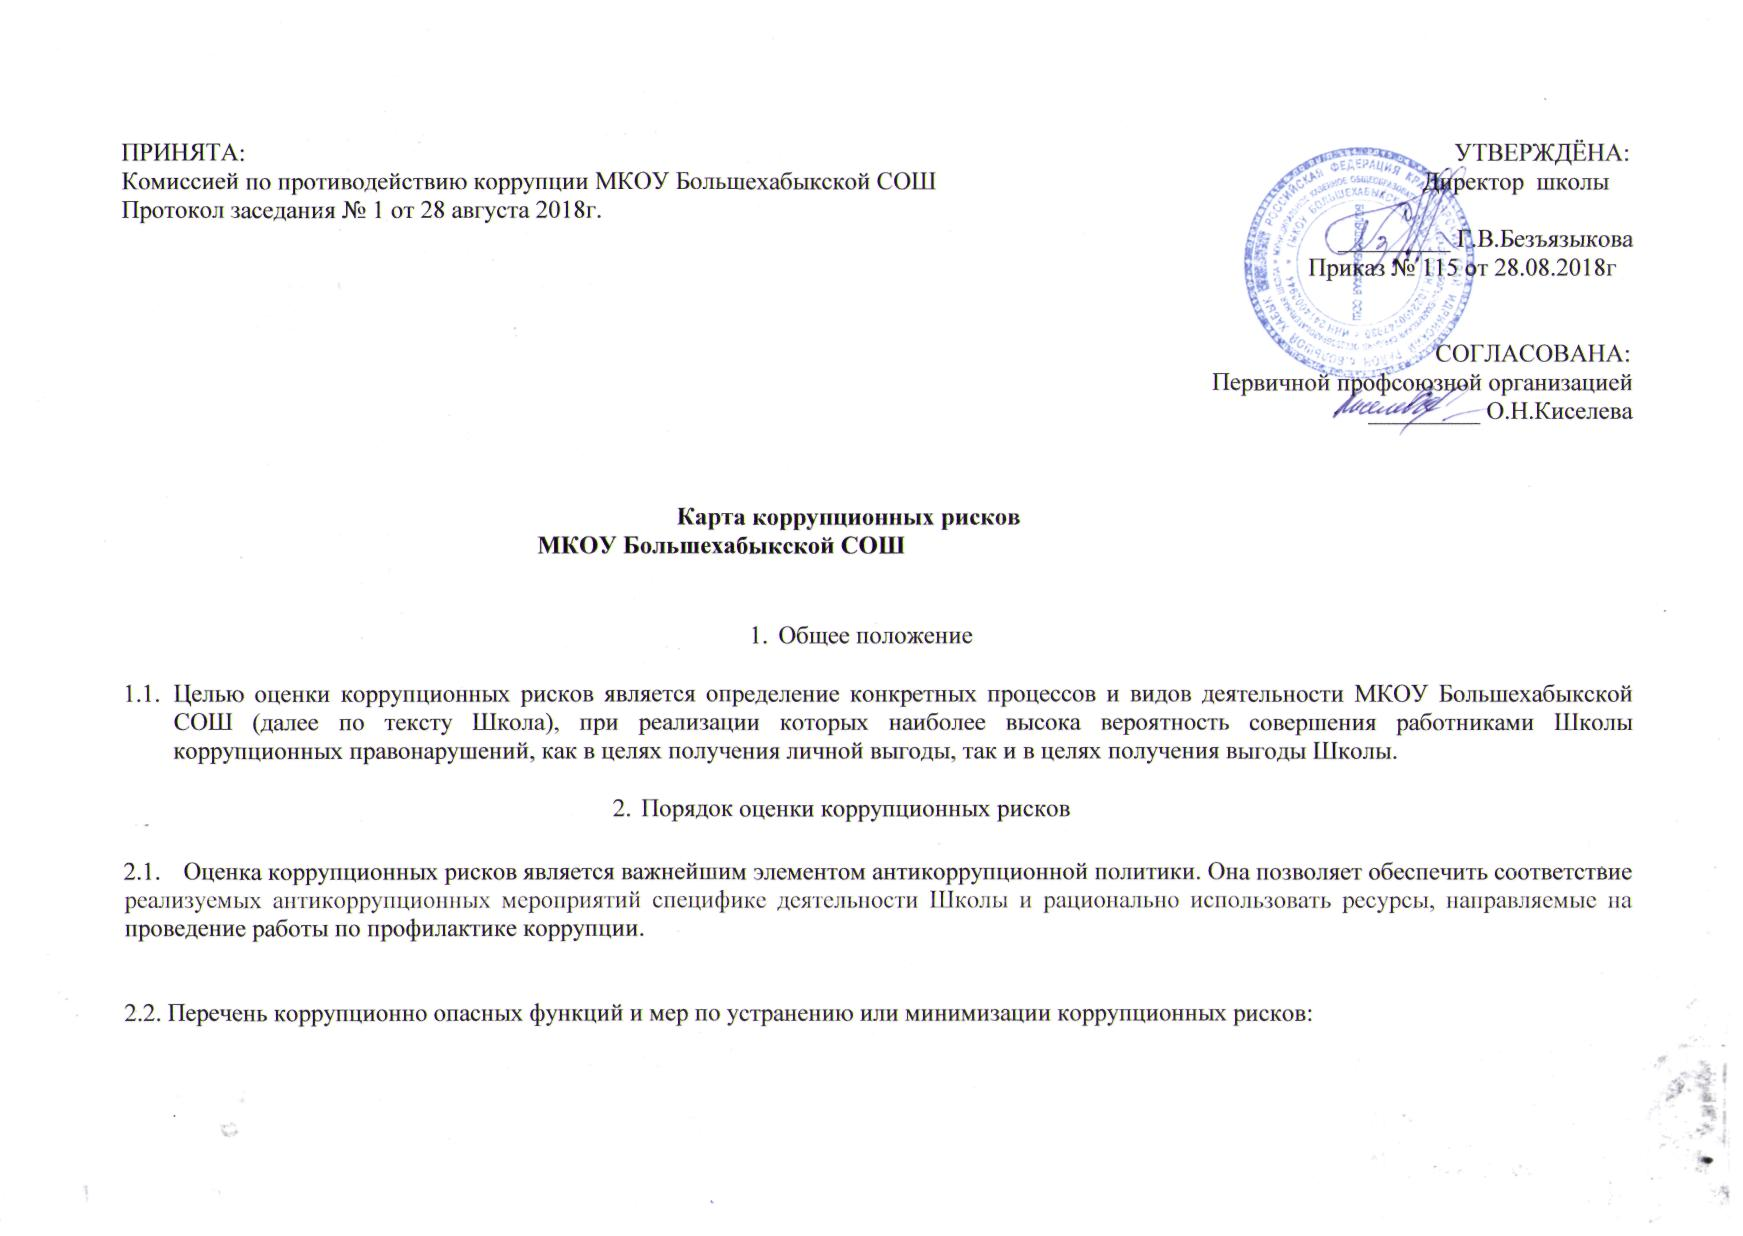 ПРИНЯТА:
Комиссией по противодействию коррупции МКОУ Большехабыкской СОШ
Протокол заседания № 1 от 28 августа 2018г.
УТВЕРЖДЁНА:
Директор школы
Г.В.Безъязыкова
Приказ № 115 от 28.08.2018г
СОГЛАСОВАНА:
Первичной профсоюзной организацией
О.Н.Киселева
РОССИЙСКАЯ ФЕДЕРАЦИЯ
Карта коррупционных рисков
МКОУ Большехабыкской СОШ
1. Общее положение
1.1. Целью оценки коррупционных рисков является определение конкретных процессов и видов деятельности МКОУ Большехабыкской
СОШ (далее по тексту Школа), при реализации которых наиболее высока вероятность совершения работниками Школы
коррупционных правонарушений, как в целях получения личной выгоды, так и в целях получения выгоды Школы.
2. Порядок оценки коррупционных рисков
2.1. Оценка коррупционных рисков является важнейшим элементом антикоррупционной политики. Она позволяет обеспечить соответствие
реализуемых антикоррупционных мероприятий специфике деятельности Школы и рационально использовать ресурсы, направляемые на
проведение работы по профилактике коррупции.
2.2. Перечень коррупционно опасных функций и мер по устранению или минимизации коррупционных рисков: